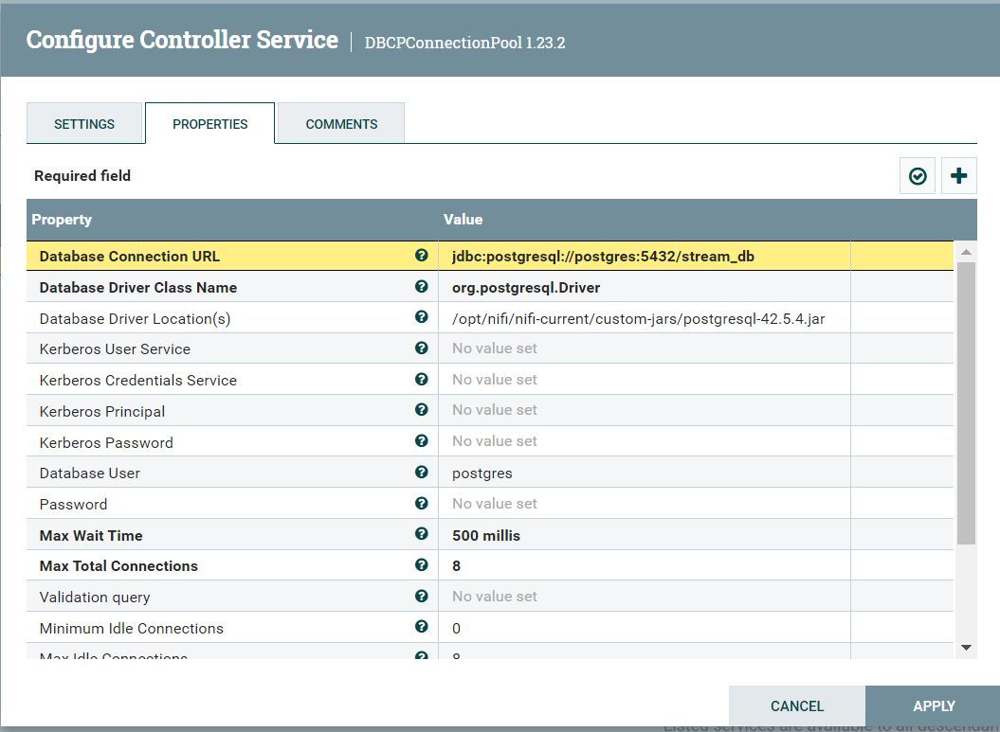 Configure Controller Service | DBCPConnectionPool 1.23.2
SETTINGS PROPERTIES COMMENTS
Required field
Property Value
Database Connection URL jdbc:postgresql://postgres:5432/stream_db
Database Driver Class Name org.postgresql.Driver
Database Driver Location(s) /opt/nifi/nifi-current/custom-jars/postgresql-42.5.4.jar
Kerberos User Service No value set
Kerberos Credentials Service No value set
Kerberos Principal No value set
Kerberos Password No value set
Database User postgres
Password No value set
Max Wait Time 500 millis
Max Total Connections 8
Validation query No value set
Minimum Idle Connections 0
Max Idle Connections 8
CANCEL APPLY
Listed services are available to all descendan